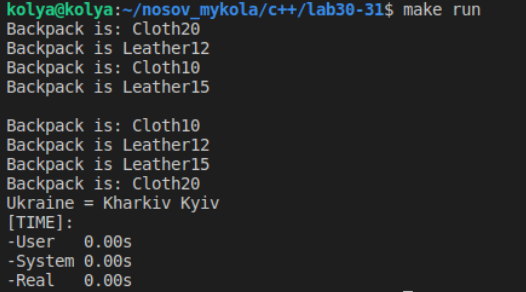 kolya@kolya:~/nosov_mykola/c++/lab30-31$ make run
Backpack is: Cloth20
Backpack is Leather12
Backpack is: Cloth10
Backpack is Leather15

Backpack is: Cloth10
Backpack is Leather12
Backpack is Leather15
Backpack is: Cloth20
Ukraine = Kharkiv Kyiv
[TIME]:
-User   0.00s
-System 0.00s
-Real   0.00s